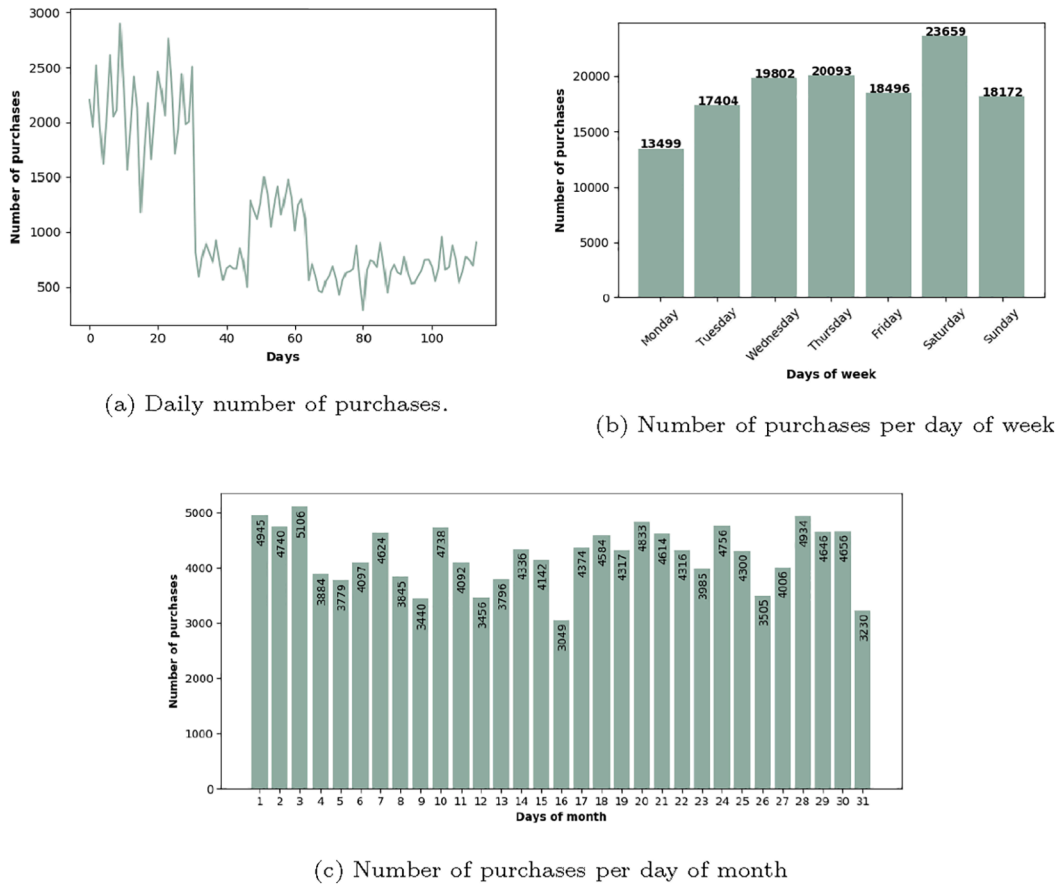 3000
2500
2000
1500
1000
500
Number of purchases
0 20 40 60 80 100
Days
(a) Daily number of purchases.
20000
15000
10000
5000
0
Number of purchases
13499 17404 19802 20093 18496 23659 18172
Monday Tuesday Wednesday Thursday Friday Saturday Sunday
Days of week
(b) Number of purchases per day of week
5000
4000
3000
2000
1000
0
Number of purchases
4945 4740 5106 3884 3779 4097 4624 3845 3440 4738 4092 3456 3796 4336 4142 3049 4374 4584 4317 4833 4614 4316 3985 4756 4300 3505 4006 4934 4646 4656 3230
1 2 3 4 5 6 7 8 9 10 11 12 13 14 15 16 17 18 19 20 21 22 23 24 25 26 27 28 29 30 31
Days of month
(c) Number of purchases per day of month